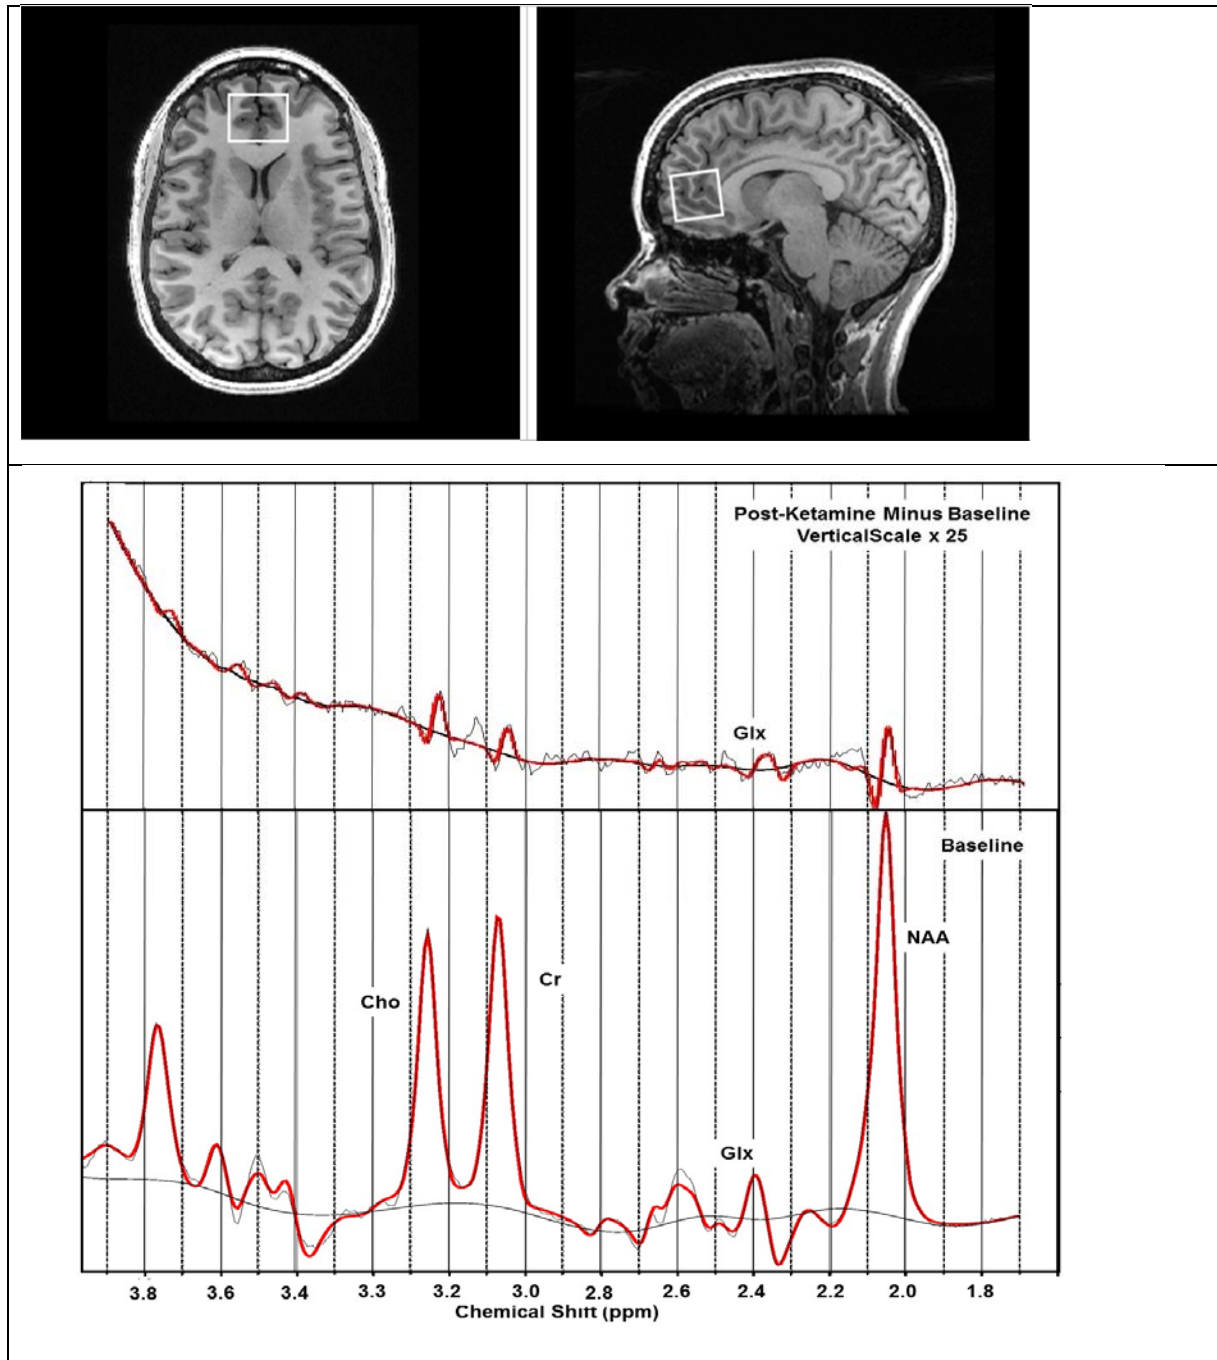 Post-Ketamine Minus Baseline
VerticalScale x 25
Glx
Baseline
NAA
Cr
Cho
Glx
3.8 3.6 3.4 3.3 3.2 3.0 2.8 2.6 2.4 2.2 2.0 1.8
Chemical Shift (ppm)